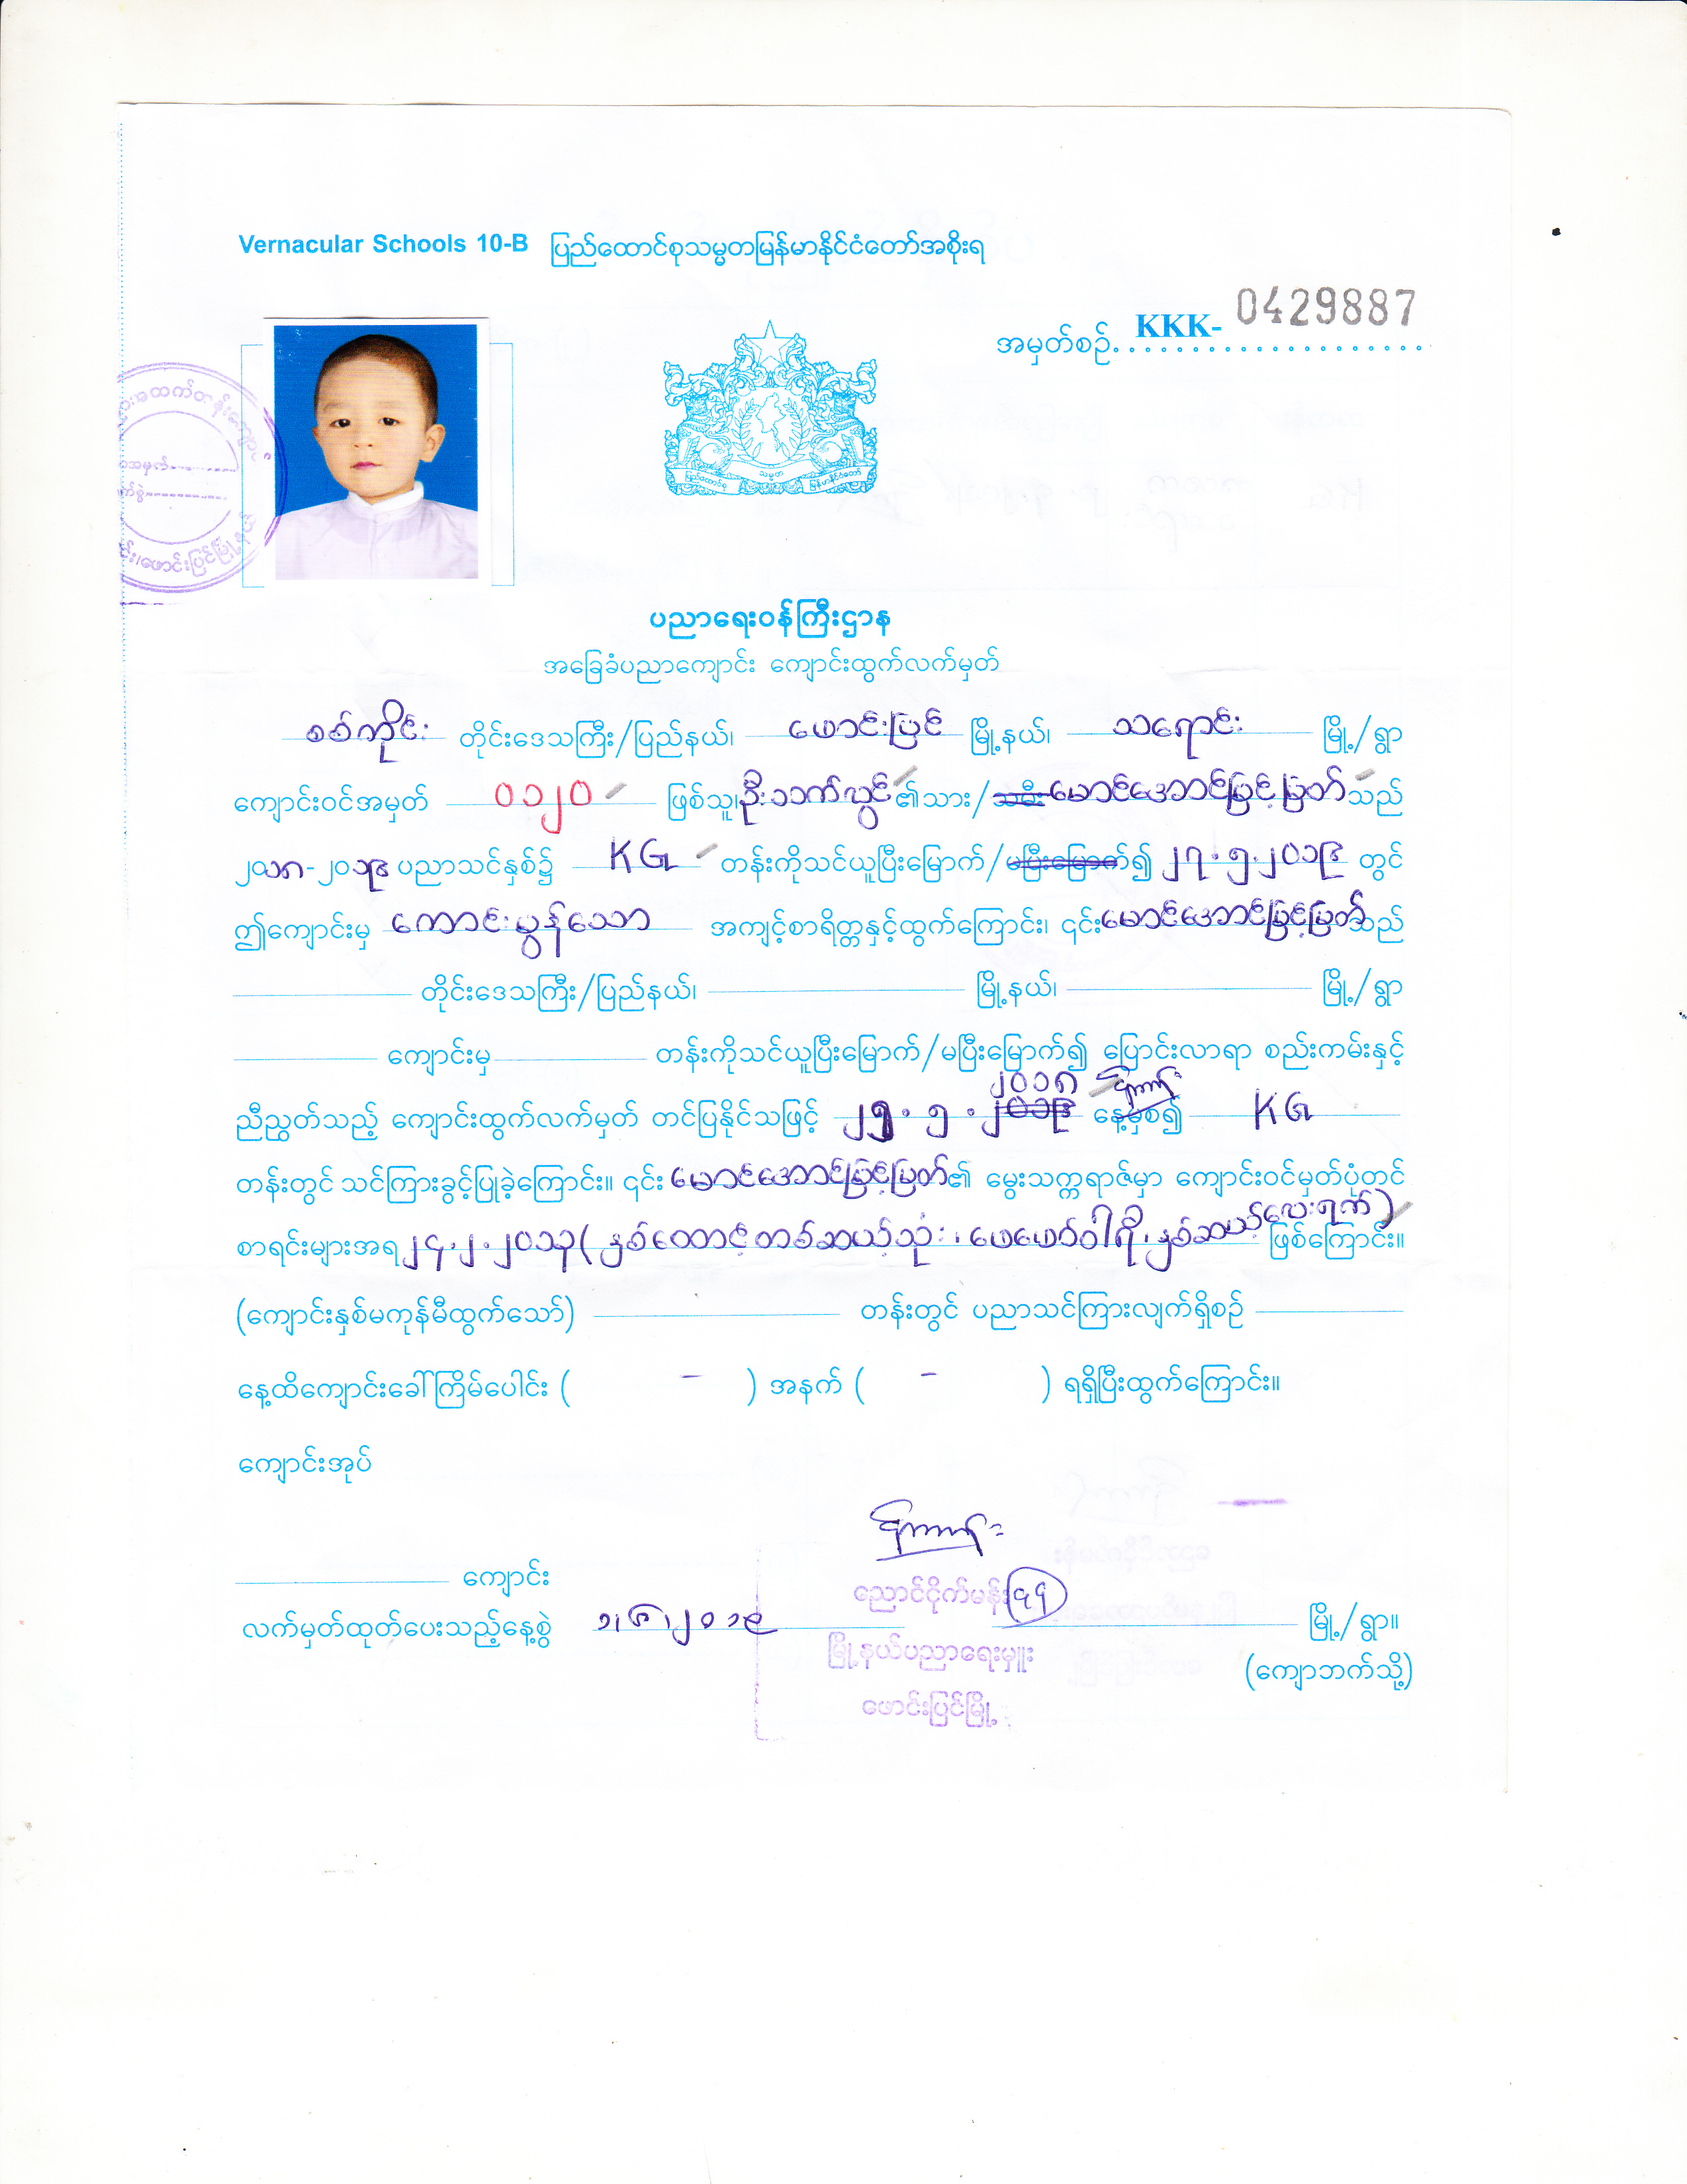 Vernacular Schools 10-B ပြည်ထောင်စုသမ္မတမြန်မာနိုင်ငံတော်အစိုးရ
အမှတ်စဉ် KKK- 0429887
ပြည်ထောင်စု သမ္မတ မြန်မာနိုင်ငံတော်
ပညာရေးဝန်ကြီးဌာန
အခြေခံပညာကျောင်း ကျောင်းထွက်လက်မှတ်
စစ်ကိုင်း တိုင်းဒေသကြီး/ပြည်နယ်၊ ဖောင်းပြင် မြို့နယ်၊ သရောင်း မြို့/ရွာ
ကျောင်းဝင်အမှတ် ၀၁၂၀ ဖြစ်သူ ဦး ၏သား/သမီး မောင်အောင်မြင့်မြတ် သည်
၂၀၁၈-၂၀၁၉ ပညာသင်နှစ်၌ KG တန်းကိုသင်ယူပြီးမြောက်/မပြီးမြောက်၍ ၂၇.၅.၂၀၁၉ တွင်
ဤကျောင်းမှ ကောင်းမွန်သော အကျင့်စာရိတ္တနှင့်ထွက်ကြောင်း၊ ၎င်း မောင်အောင်မြင့်မြတ် သည်
တိုင်းဒေသကြီး/ပြည်နယ်၊ မြို့နယ်၊ မြို့/ရွာ
ကျောင်းမှ တန်းကိုသင်ယူပြီးမြောက်/မပြီးမြောက်၍ ပြောင်းလာရာ စည်းကမ်းနှင့်
၂၀၁၈
ညီညွတ်သည့် ကျောင်းထွက်လက်မှတ် တင်ပြနိုင်သဖြင့် ၅ . ၂၀၁၉ နေ့မှစ၍ KG
တန်းတွင် သင်ကြားခွင့်ပြုခဲ့ကြောင်း။ ၎င်း မောင်အောင်မြင့်မြတ် ၏ မွေးသက္ကရာဇ်မှာ ကျောင်းဝင်မှတ်ပုံတင်
စာရင်းများအရ ၂၄.၂.၂၀၁၃ ( နှစ်ထောင့်တစ်ဆယ့်သုံး၊ ဖေဖော်ဝါရီ၊ နှစ်ဆယ့်လေးရက် ) ဖြစ်ကြောင်း။
(ကျောင်းနှစ်မကုန်မီထွက်သော်) တန်းတွင် ပညာသင်ကြားလျက်ရှိစဉ်
နေ့ထိကျောင်းခေါ်ကြိမ်ပေါင်း ( - ) အနက် ( - ) ရရှိပြီးထွက်ကြောင်း။
ကျောင်းအုပ်
ကျောင်း
လက်မှတ်ထုတ်ပေးသည့်နေ့စွဲ ၁၊၆၊၂၀၁၉ မြို့/ရွာ။
မြို့နယ်ပညာရေးမှူး
(ကျောဘက်သို့)
ဖောင်းပြင်မြို့